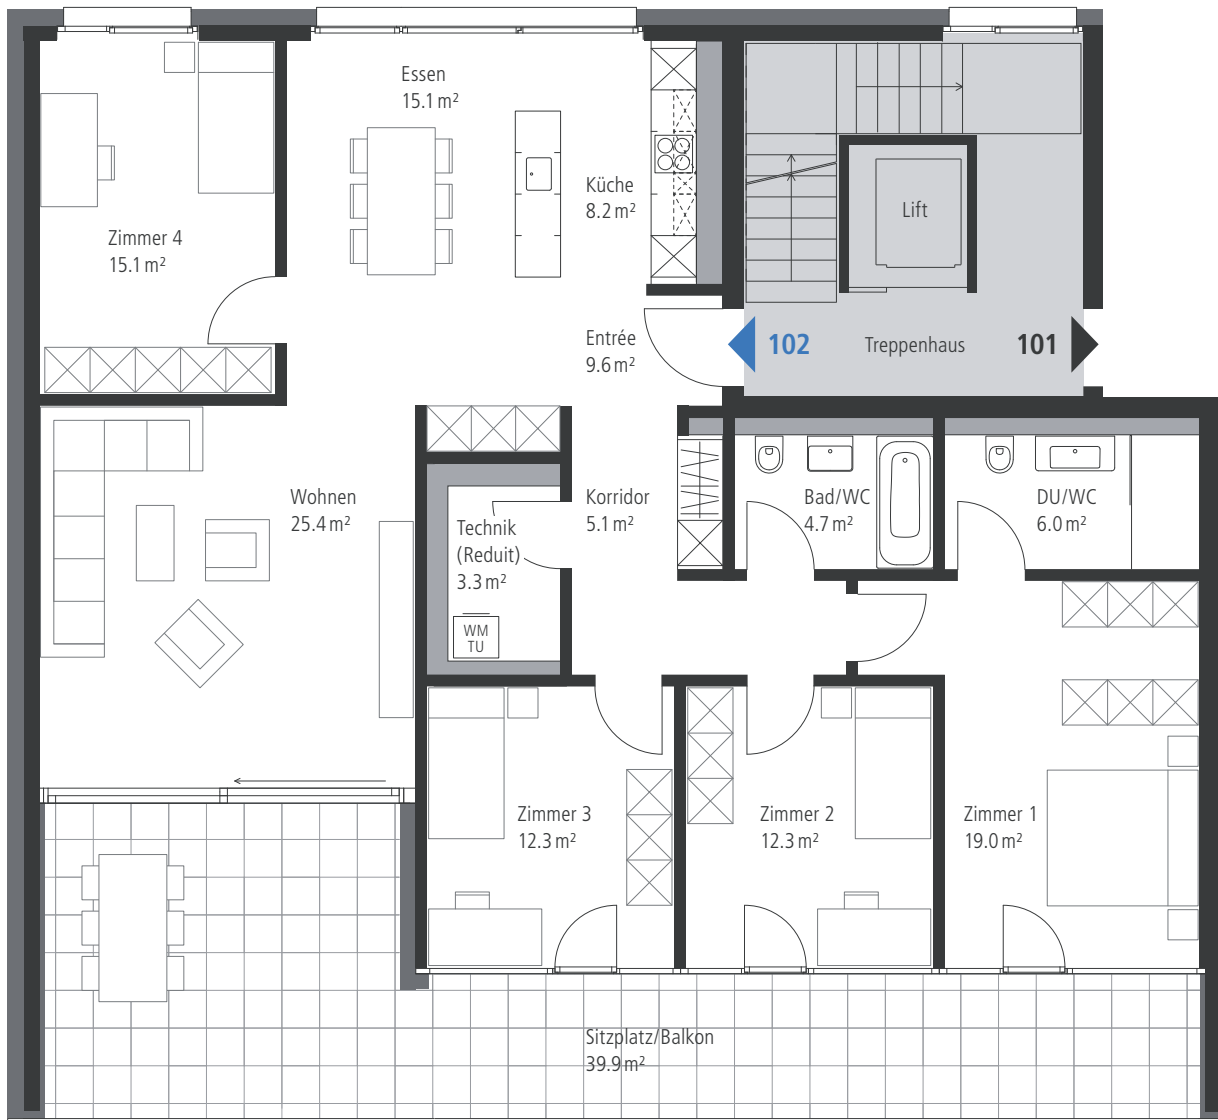 Essen
15.1 m²
Küche
8.2 m²
Lift
Zimmer 4
15.1 m²
Entrée
9.6 m²
102
Treppenhaus
101
Wohnen
25.4 m²
Technik
(Reduit)
3.3 m²
WM
TU
Korridor
5.1 m²
Bad/WC
4.7 m²
DU/WC
6.0 m²
Zimmer 3
12.3 m²
Zimmer 2
12.3 m²
Zimmer 1
19.0 m²
Sitzplatz/Balkon
39.9 m²